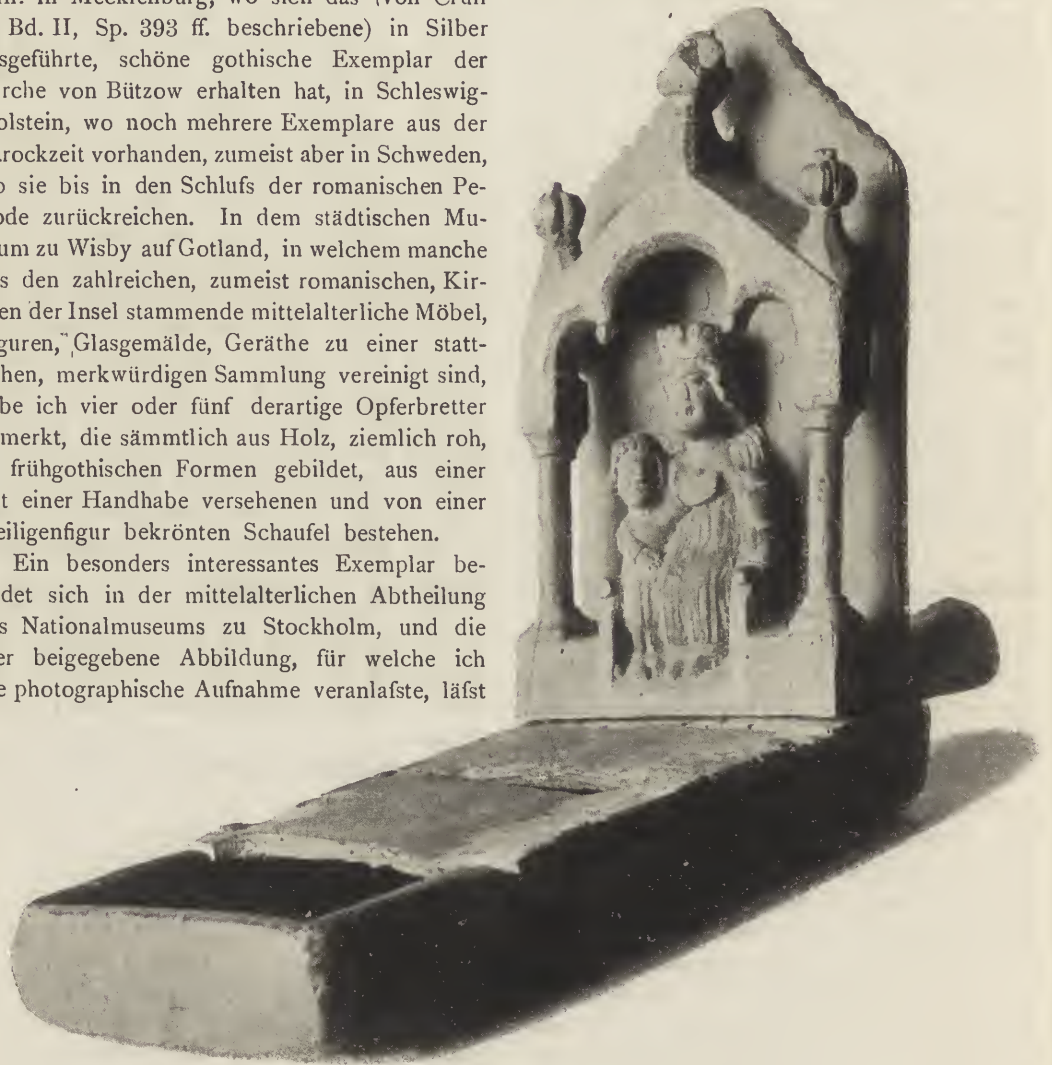 in Mecklenburg, wo sich das (von Crull
Bd. II, Sp. 393 ff. beschriebene) in Silber
sgeführte, schöne gothische Exemplar der
rche von Bützow erhalten hat, in Schleswig-
olstein, wo noch mehrere Exemplare aus der
rockzeit vorhanden, zumeist aber in Schweden,
o sie bis in den Schluſs der romanischen Pe-
ode zurückreichen. In dem städtischen Mu-
um zu Wisby auf Gotland, in welchem manche
s den zahlreichen, zumeist romanischen, Kir-
en der Insel stammende mittelalterliche Möbel,
guren, Glasgemälde, Geräthe zu einer statt-
hen, merkwürdigen Sammlung vereinigt sind,
be ich vier oder fünf derartige Opferbretter
merkt, die sämmtlich aus Holz, ziemlich roh,
frühgothischen Formen gebildet, aus einer
t einer Handhabe versehenen und von einer
eiligenfigur bekrönten Schaufel bestehen.
Ein besonders interessantes Exemplar be-
det sich in der mittelalterlichen Abtheilung
s Nationalmuseums zu Stockholm, und die
er beigegebene Abbildung, für welche ich
e photographische Aufnahme veranlaſste, läſst